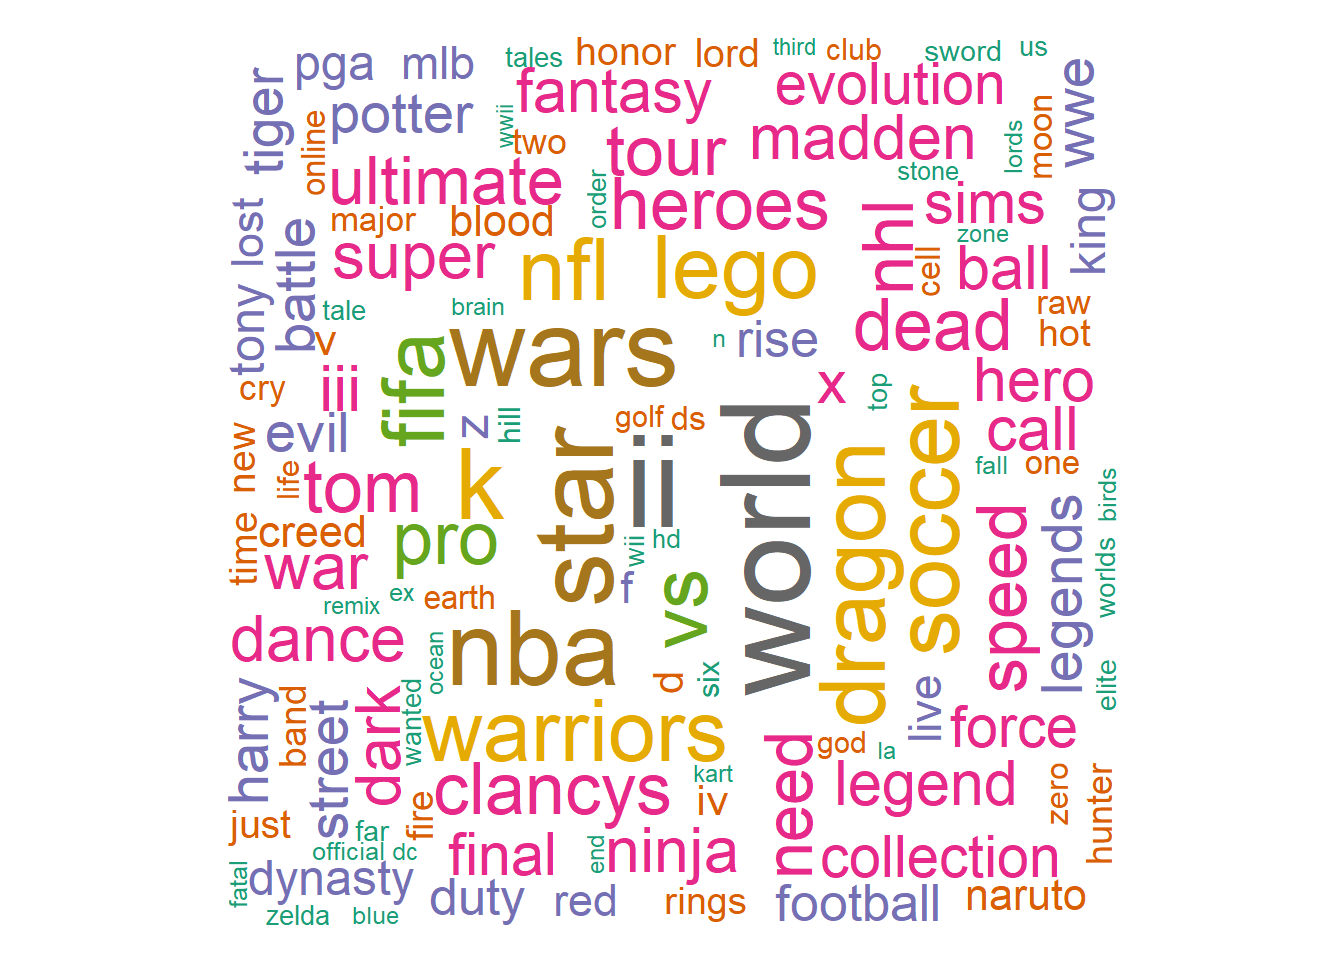 third
club
us
tales
honor
lord
sword
pga
mlb
fantasy
evolution
wwe
tiger
potter
wwii
two
tour
madden
lords
moon
online
ultimate
order
heroes
stone
sims
major
blood
nhl
zone
king
tony lost
battle
super
nfl
lego
cell
ball
tale
brain
v
n
rise
dead
raw
hot
fifa
wars
cry
iii
x
top
hero
evil
z
hill
golf
ds
call
new
life
tom
k
star
ii
world
dragon
soccer
fall
one
time
creed
pro
wii
hd
speed
legends
worlds birds
war
remix
ex
earth
f
vs
dance
ocean
nba
d
six
elite
harry
band
street
dark
wanted
warriors
live
force
god
la
clancys
kart
iv
need
legend
zero
hunter
just
far
fire
official dc
final
end
ninja
collection
fatal
dynasty
duty
red
rings
football
naruto
zelda
blue